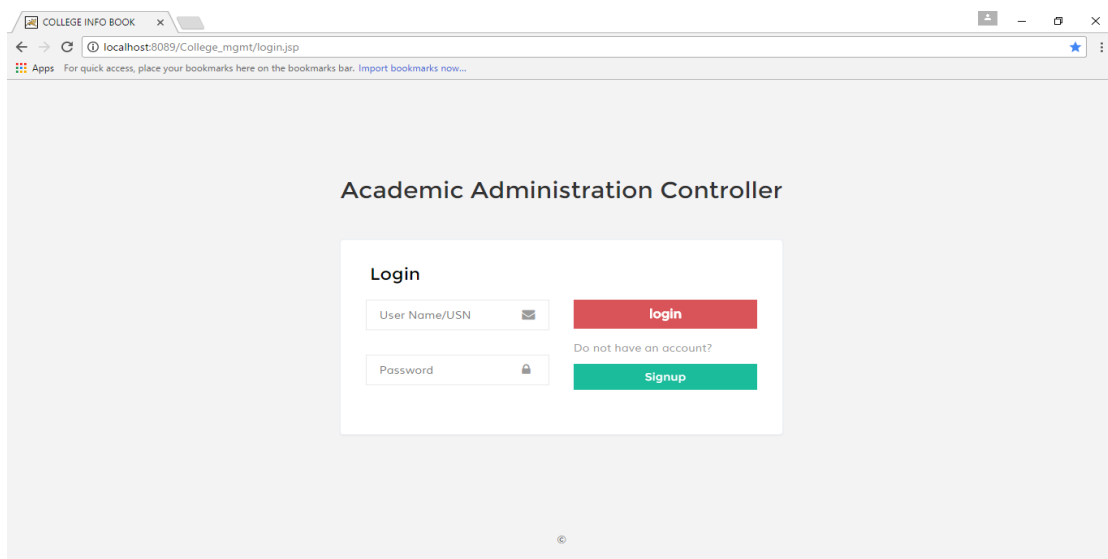 COLLEGE INFO BOOK
localhost:8089/College_mgmt/login.jsp
Apps For quick access, place your bookmarks here on the bookmarks bar. Import bookmarks now...
Academic Administration Controller
Login
User Name/USN
login
Do not have an account?
Password
Signup
©